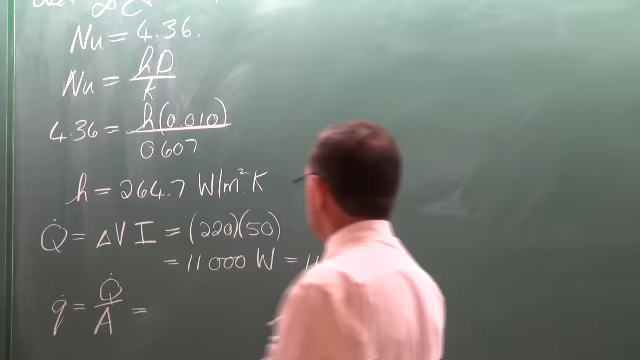 Nu = 4.36.
Nu = hD / k
4.36 = h(0.010) / 0.607
h = 264.7 W/m².K
Q̇ = ΔV I = (220)(50)
= 11 000 W = 11
q̇ = Q̇ / A =